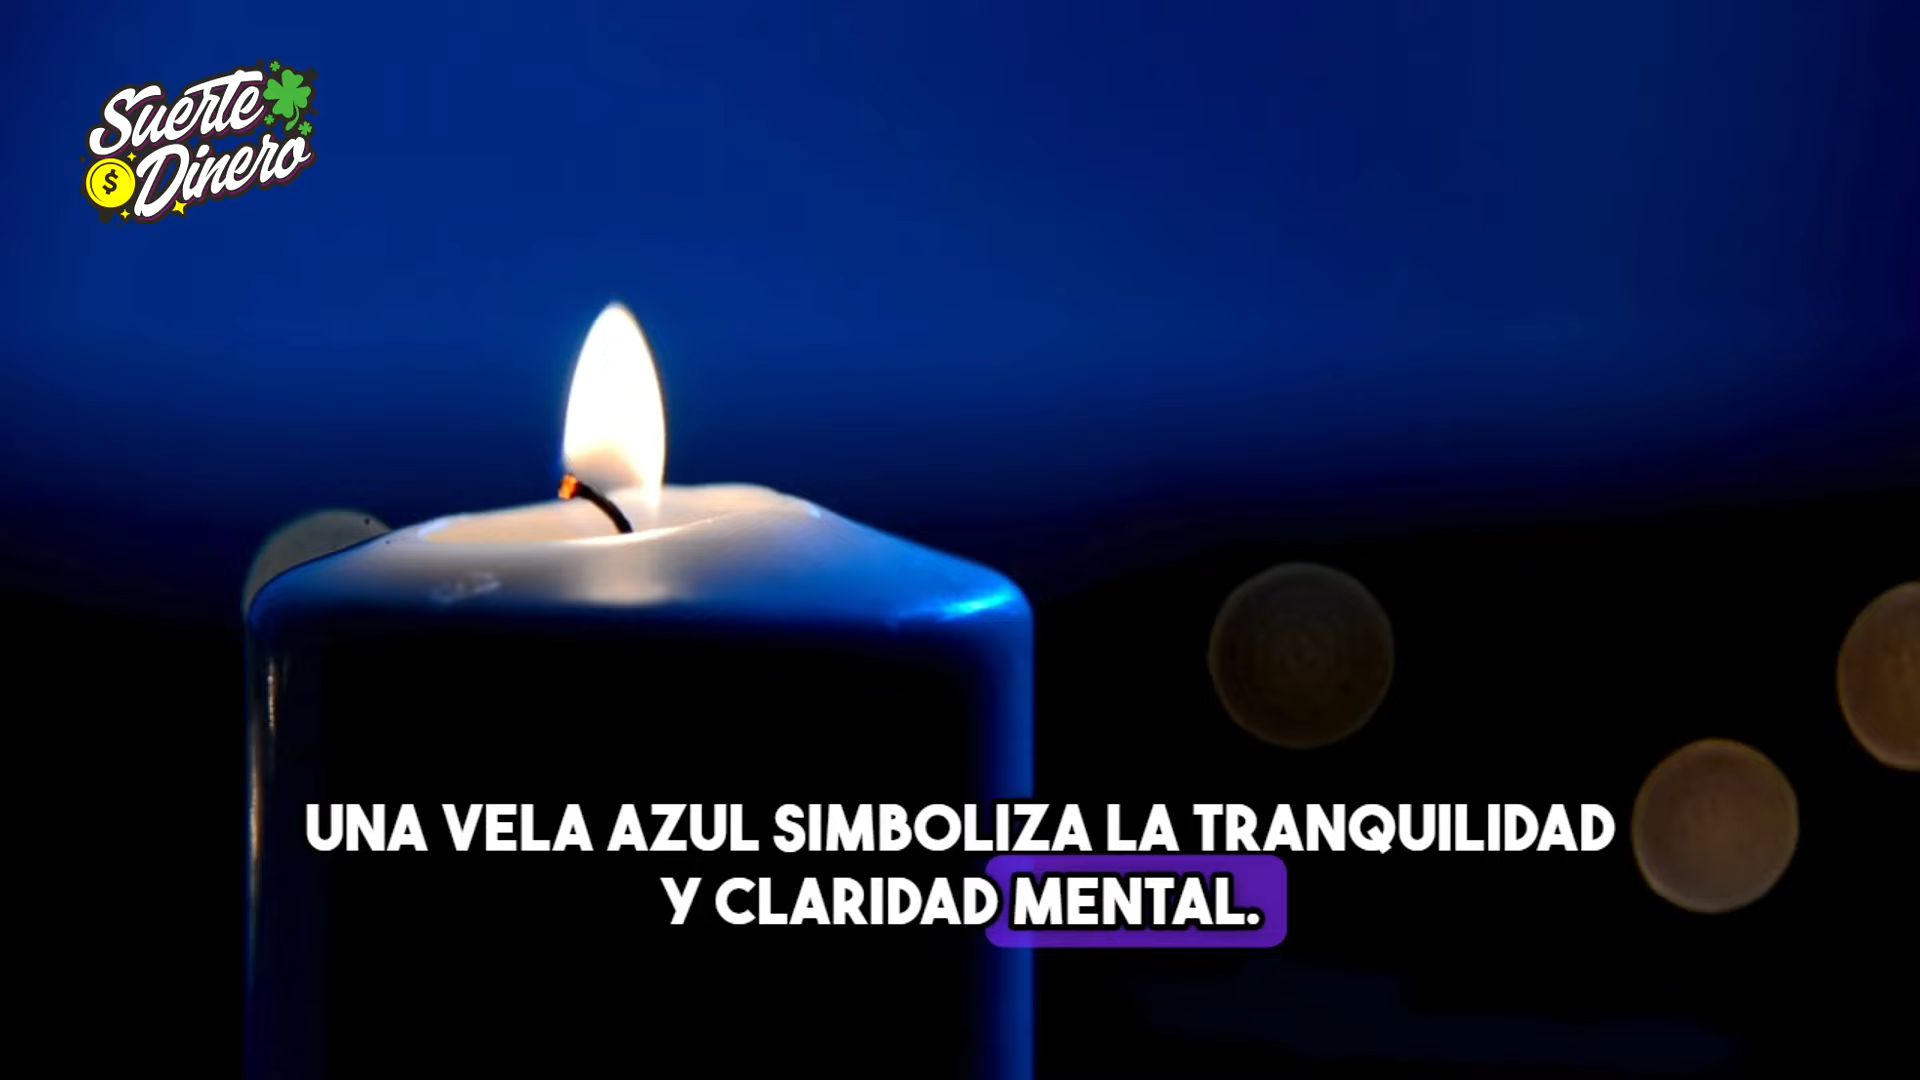 Suerte
Dinero
$
UNA VELA AZUL SIMBOLIZA LA TRANQUILIDAD
Y CLARIDAD MENTAL.